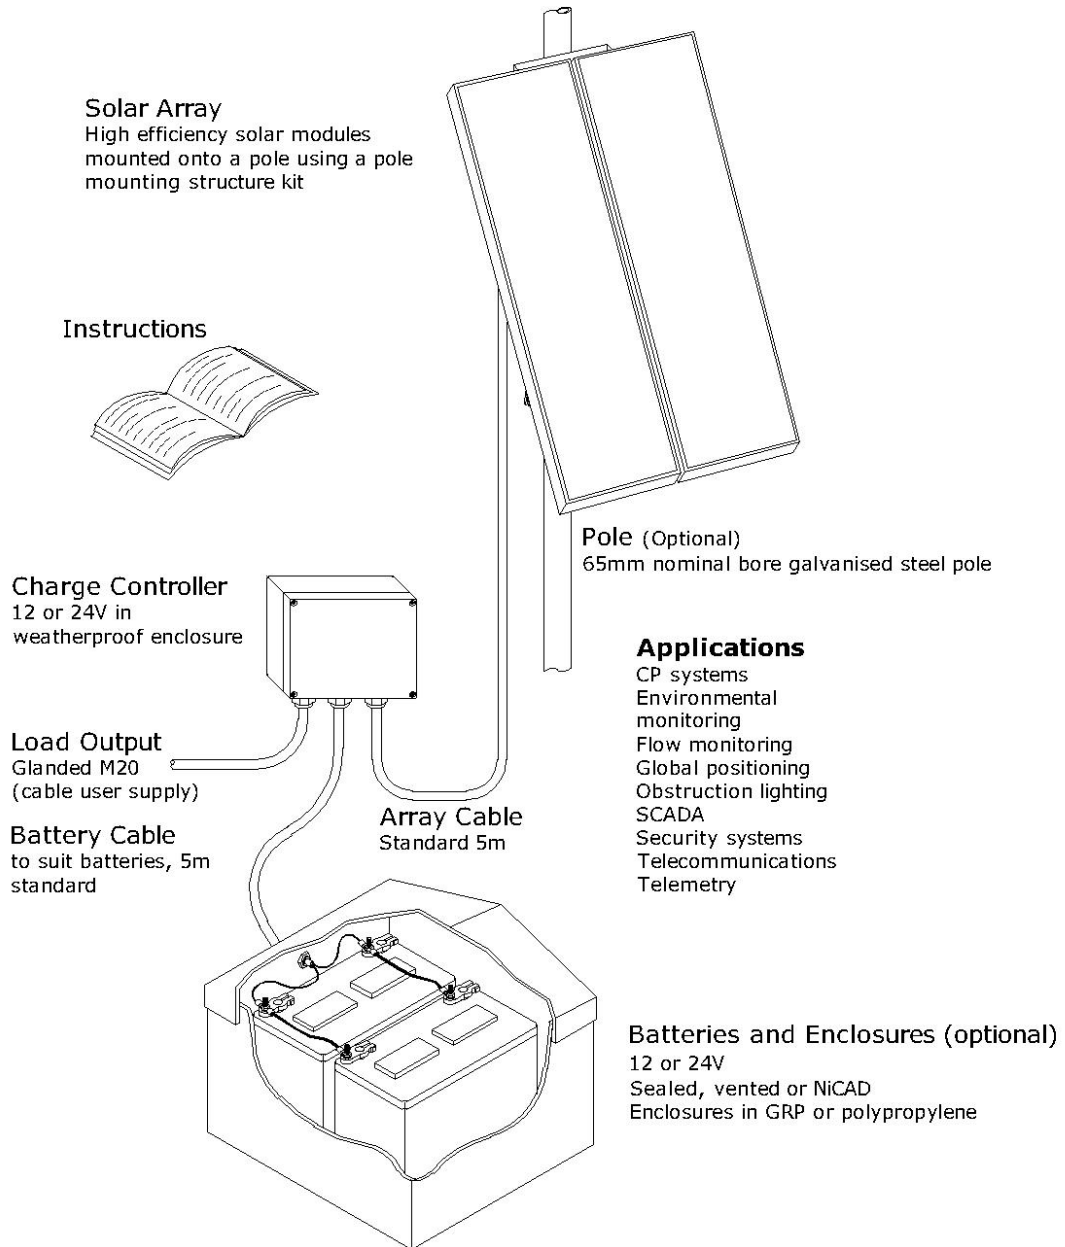 Solar Array
High efficiency solar modules
mounted onto a pole using a pole
mounting structure kit
Instructions
Pole (Optional)
65mm nominal bore galvanised steel pole
Charge Controller
12 or 24V in
weatherproof enclosure
Applications
CP systems
Environmental
monitoring
Flow monitoring
Global positioning
Obstruction lighting
SCADA
Security systems
Telecommunications
Telemetry
Load Output
Glanded M20
(cable user supply)
Array Cable
Standard 5m
Battery Cable
to suit batteries, 5m
standard
Batteries and Enclosures (optional)
12 or 24V
Sealed, vented or NiCAD
Enclosures in GRP or polypropylene